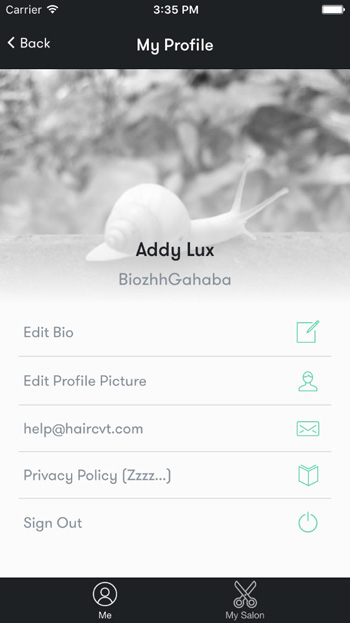 Carrier 3:35 PM
Back My Profile
Addy Lux
BiozhhGahaba
Edit Bio
Edit Profile Picture
help@haircvt.com
Privacy Policy (Zzzz...)
Sign Out
Me My Salon